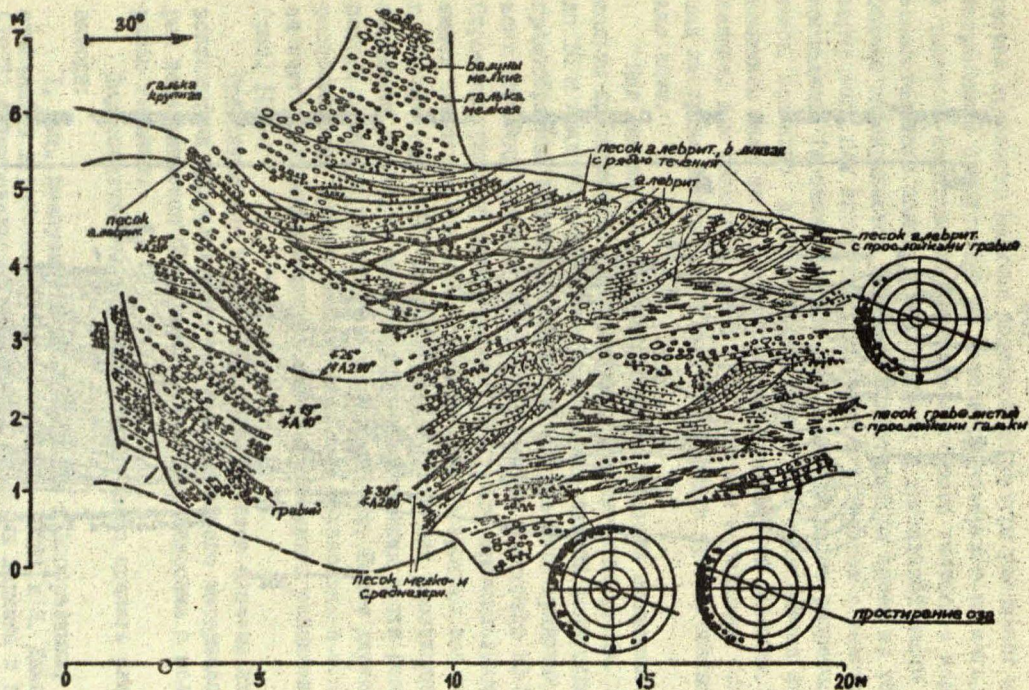 м
7
6
5
4
3
2
1
0
30°
галька
крупная
валуны
мелкие
галька
мелкая
песок алеврит., в линзах
с рябью течений
алеврит
песок
алеврит.
песок алеврит.
с прослойками гравия
песок гравелистый
с прослойками гальки
гравий
песок мелко- и
среднезерн.
простирание оза
0
5
10
15
20м